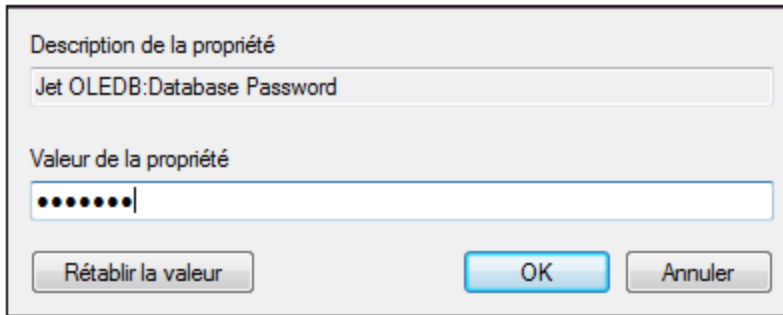 Description de la propriété
Jet OLEDB:Database Password
Valeur de la propriété
•••••••
Rétablir la valeur OK Annuler